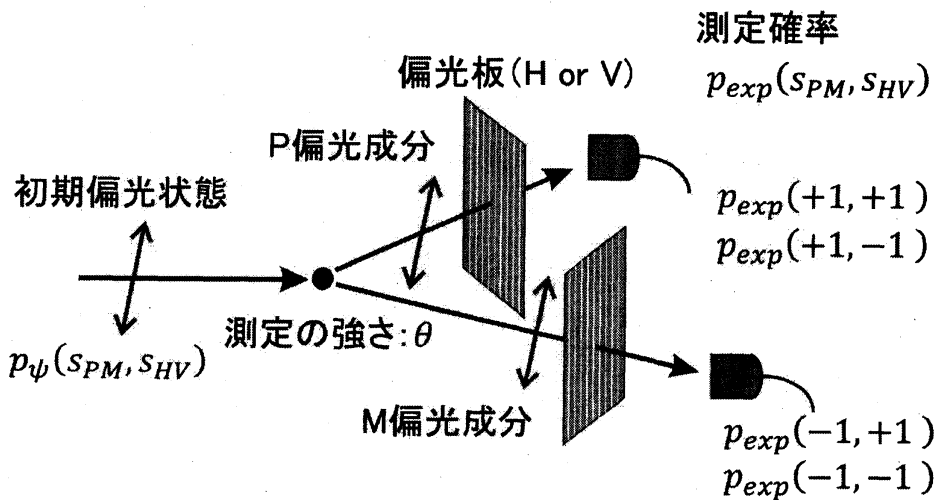 測定確率
偏光板(H or V)
p_exp(s_PM, s_HV)
P偏光成分
初期偏光状態
p_exp(+1, +1)
p_exp(+1, −1)
測定の強さ:θ
p_ψ(s_PM, s_HV)
M偏光成分
p_exp(−1, +1)
p_exp(−1, −1)